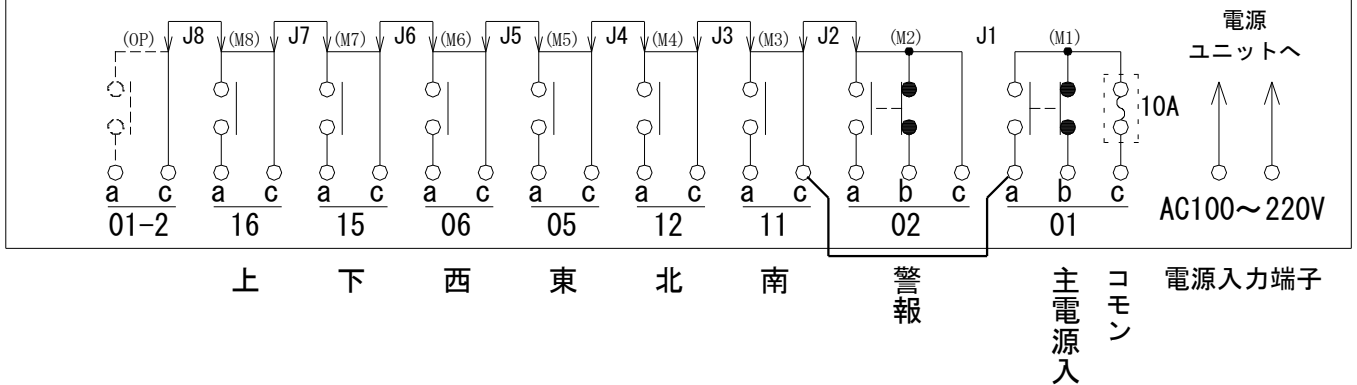 電源
ユニットへ
(OP) J8 (M8) J7 (M7) J6 (M6) J5 (M5) J4 (M4) J3 (M3) J2 (M2) J1 (M1)
10A
a c a c a c a c a c a c a c a b c a b c
01-2 16 15 06 05 12 11 02 01 AC100～220V
上 下 西 東 北 南 警報 主電源入 コモン 電源入力端子